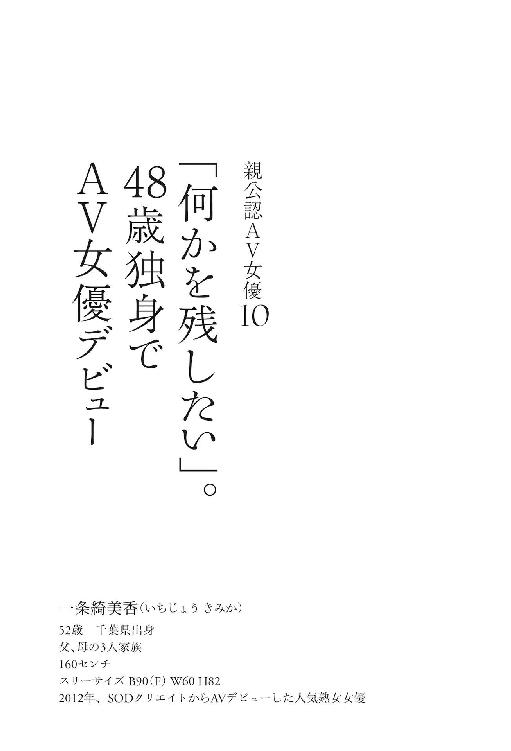 親公認AV女優10
「何かを残したい」。
48歳独身で
AV女優デビュー
一条綺美香（いちじょう きみか）
52歳　千葉県出身
父、母の3人家族
160センチ
スリーサイズ B90（F） W60 H82
2012年、SODクリエイトからAVデビューした人気熟女女優